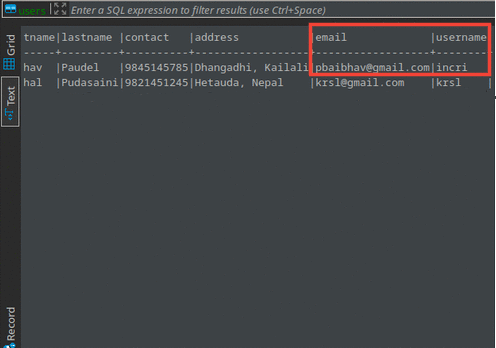 users Enter a SQL expression to filter results (use Ctrl+Space)
Grid
Text
Record
tname|lastname |contact |address |email |username
-----+---------+----------+------------------+------------------+--------
hav |Paudel |9845145785|Dhangadhi, Kailali|pbaibhav@gmail.com|incri
hal |Pudasaini|9821451245|Hetauda, Nepal |krsl@gmail.com |krsl |